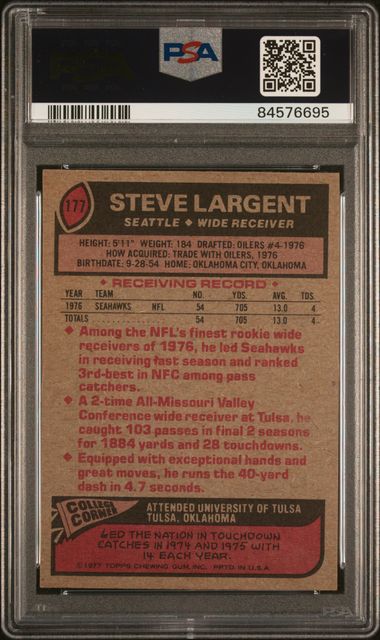 PSA
84576695
177
STEVE LARGENT
SEATTLE ◆ WIDE RECEIVER
HEIGHT: 5'11" WEIGHT: 184 DRAFTED: OILERS #4-1976
HOW ACQUIRED: TRADE WITH OILERS, 1976
BIRTHDATE: 9-28-54 HOME: OKLAHOMA CITY, OKLAHOMA
◆ RECEIVING RECORD ◆
YEAR TEAM NO. YDS. AVG. TDS.
1976 SEAHAWKS NFL 54 705 13.0 4
TOTALS 54 705 13.0 4
◆ Among the NFL's finest rookie wide
receivers of 1976, he led Seahawks
in receiving last season and ranked
3rd-best in NFC among pass
catchers.
◆ A 2-time All-Missouri Valley
Conference wide receiver at Tulsa, he
caught 103 passes in final 2 seasons
for 1884 yards and 28 touchdowns.
◆ Equipped with exceptional hands and
great moves, he runs the 40-yard
dash in 4.7 seconds.
COLLEGE
CORNER
ATTENDED UNIVERSITY OF TULSA
TULSA, OKLAHOMA
LED THE NATION IN TOUCHDOWN
CATCHES IN 1974 AND 1975 WITH
14 EACH YEAR.
© 1977 TOPPS CHEWING GUM, INC. PRTD. IN U.S.A.
PSA